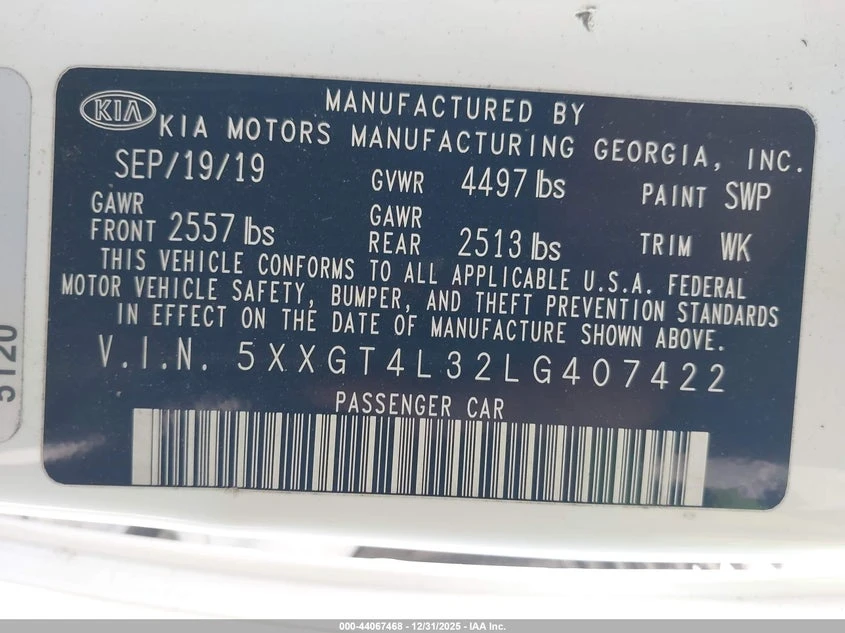 KIA
MANUFACTURED BY
KIA MOTORS MANUFACTURING GEORGIA, INC.
SEP/19/19
GVWR 4497 lbs
PAINT SWP
GAWR
FRONT 2557 lbs
GAWR
REAR 2513 lbs
TRIM WK
THIS VEHICLE CONFORMS TO ALL APPLICABLE U.S.A. FEDERAL
MOTOR VEHICLE SAFETY, BUMPER, AND THEFT PREVENTION STANDARDS
IN EFFECT ON THE DATE OF MANUFACTURE SHOWN ABOVE.
V.I.N. 5XXGT4L32LG407422
PASSENGER CAR
000-44067468 - 12/31/2025 - IAA Inc.